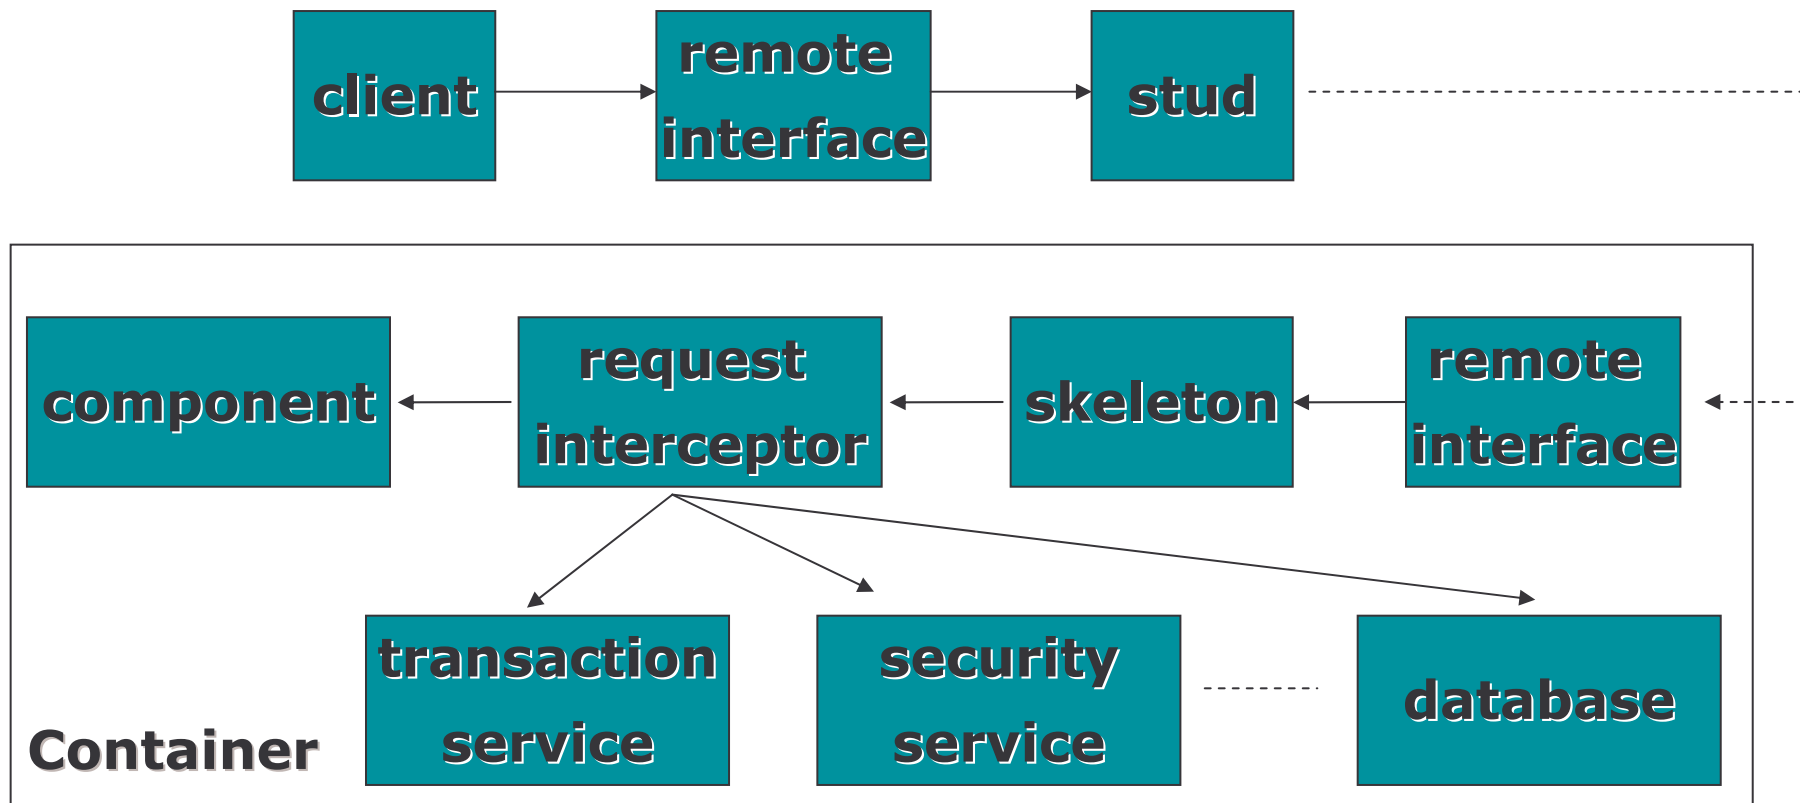 client
remote
interface
stud
component
request
interceptor
skeleton
remote
interface
transaction
service
security
service
database
Container